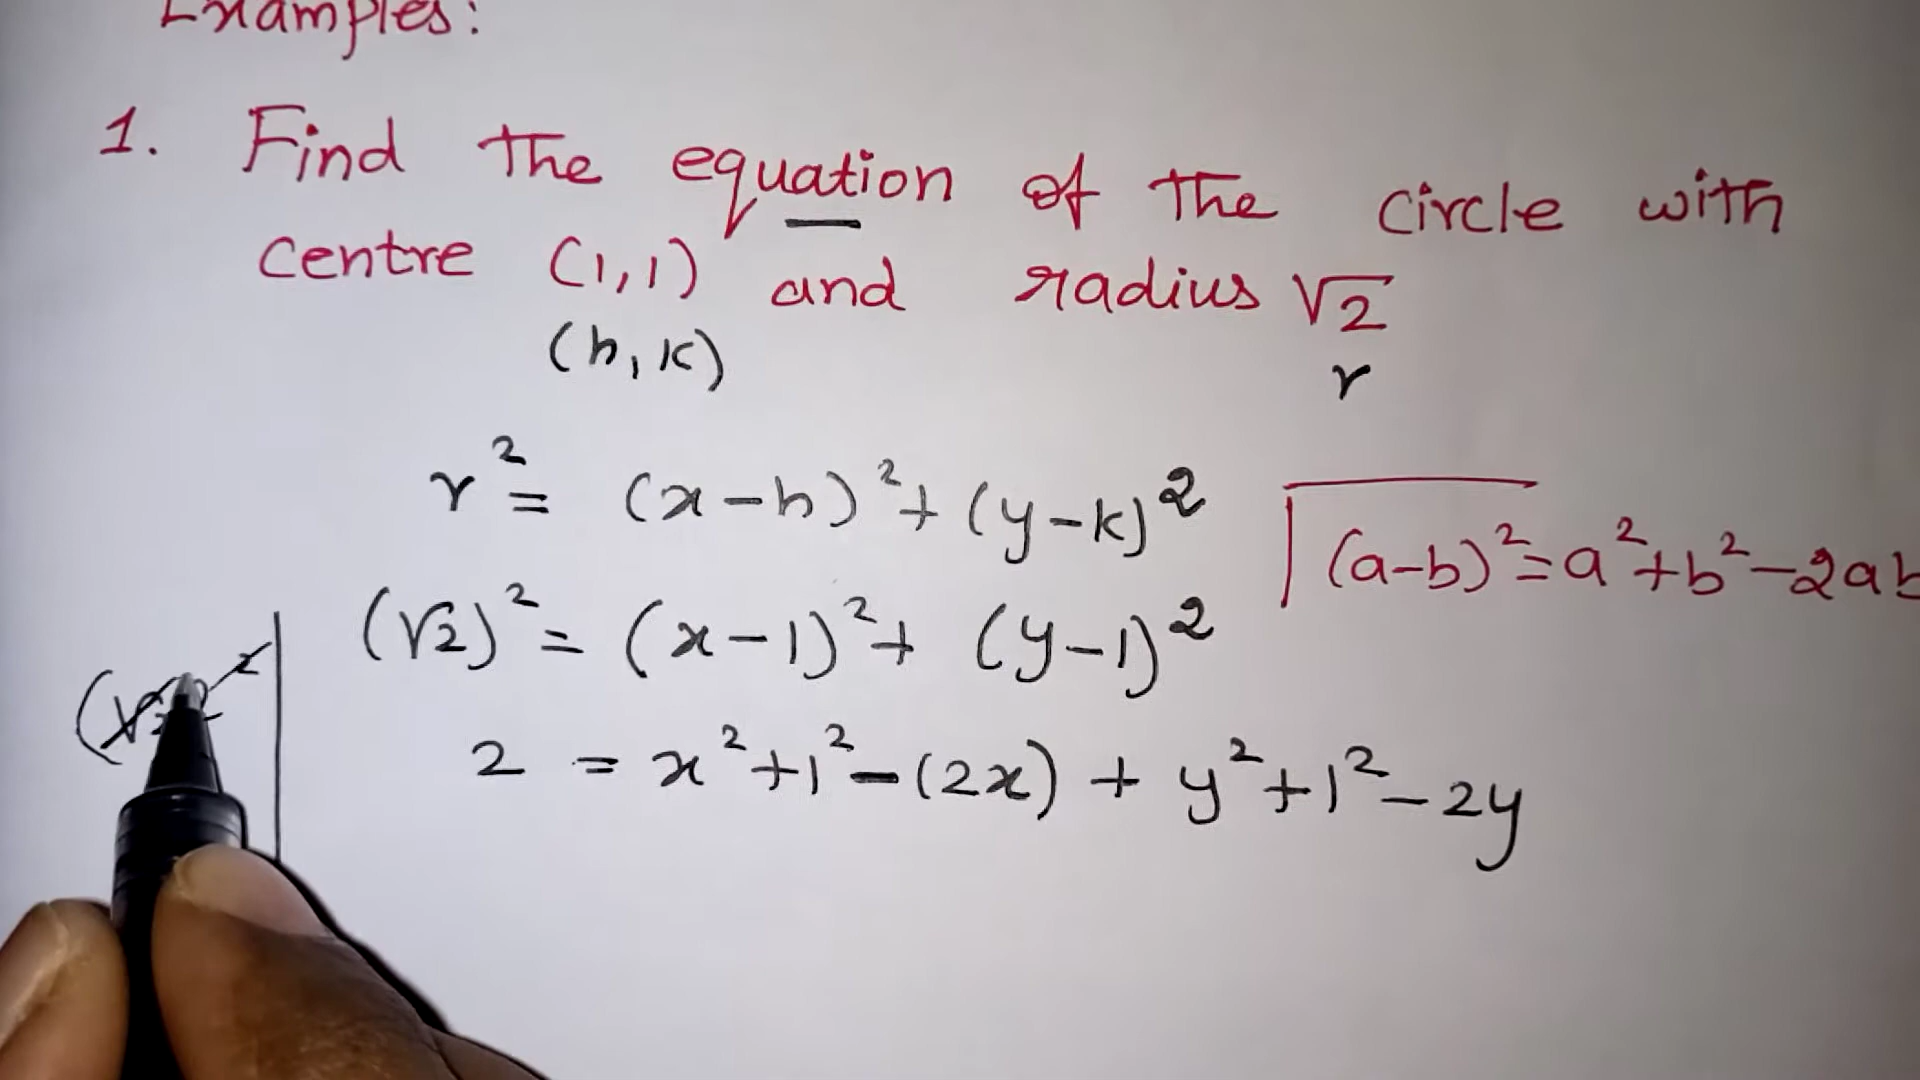 Examples:
1. Find the equation of the circle with
centre (1,1) and radius √2
(h, k) r
r² = (x-h)² + (y-k)²
(a-b)² = a²+b²-2ab
(√2)² = (x-1)² + (y-1)²
2 = x²+1²-(2x) + y²+1²-2y